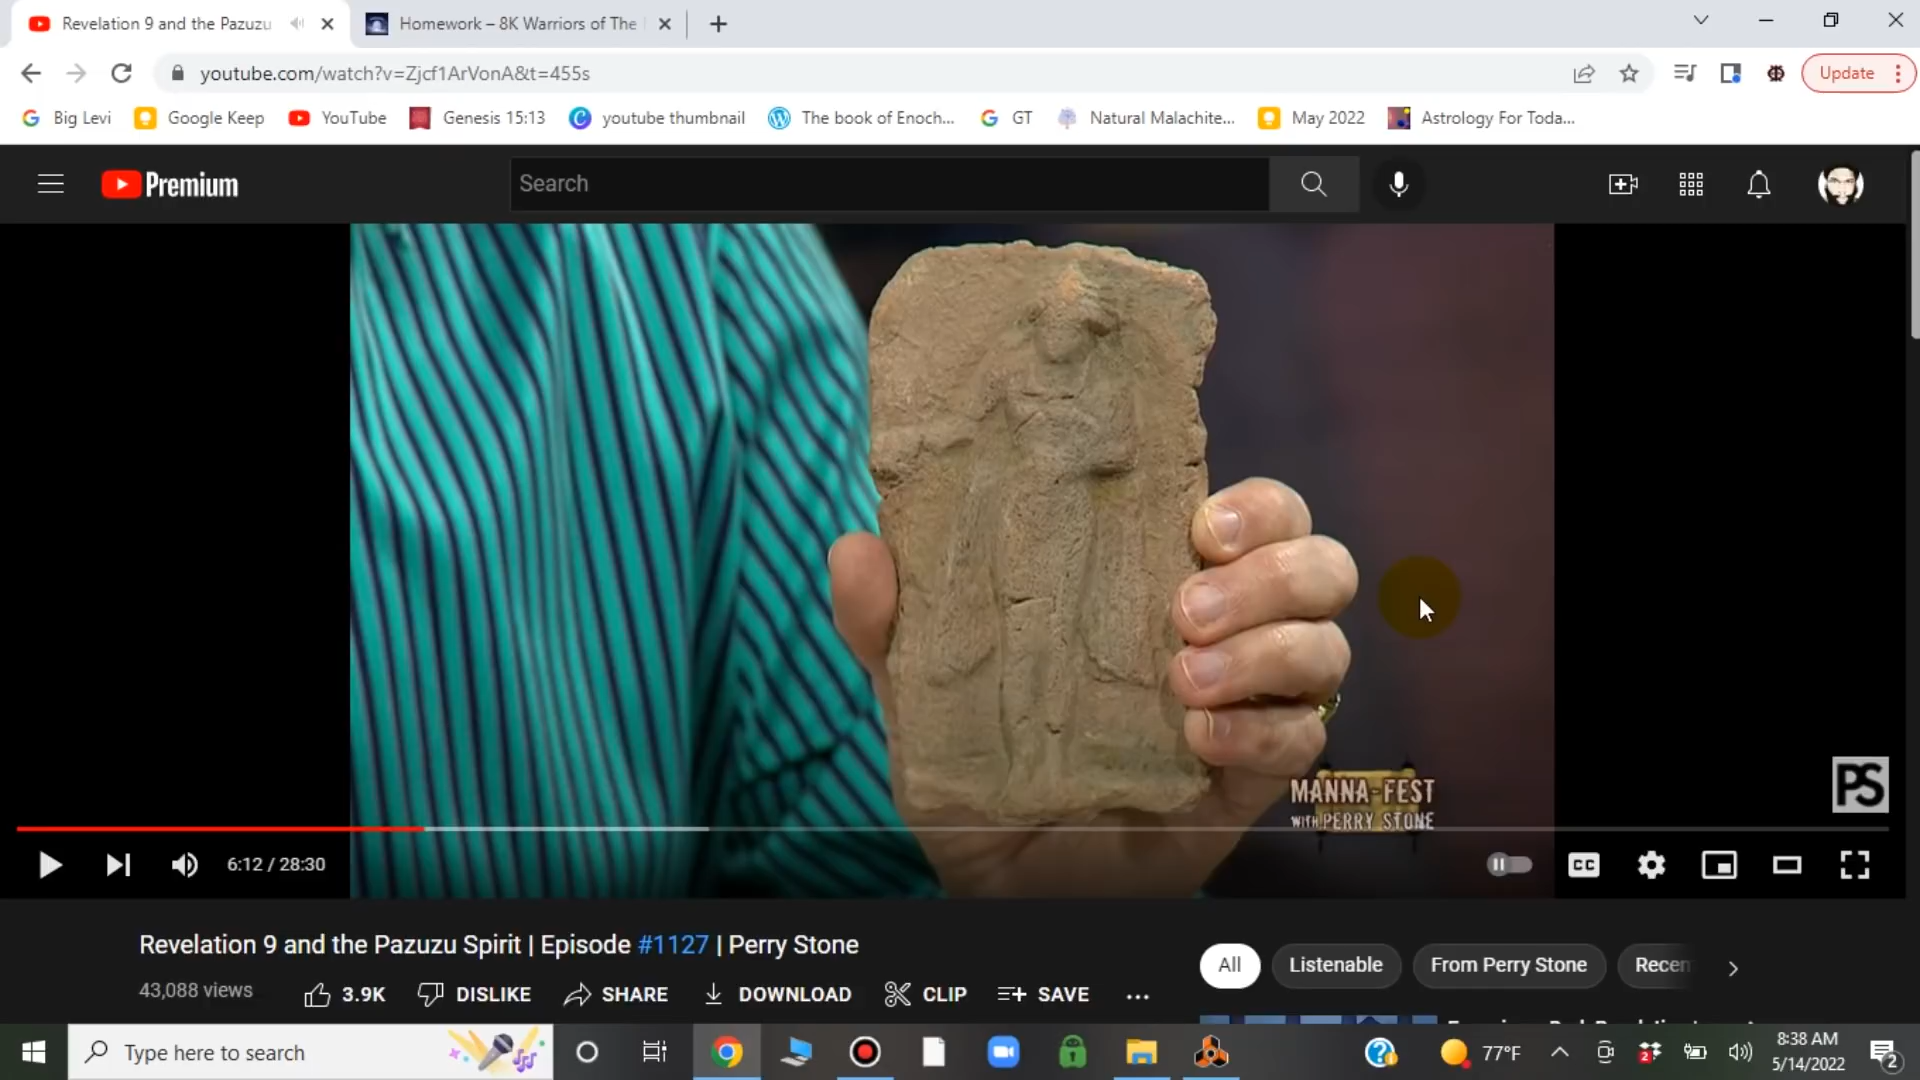 Revelation 9 and the Pazuzu
Homework – 8K Warriors of The
youtube.com/watch?v=Zjcf1ArVonA&t=455s
Update
Big Levi
Google Keep
YouTube
Genesis 15:13
youtube thumbnail
The book of Enoch...
GT
Natural Malachite...
May 2022
Astrology For Toda...
Premium
Search
MANNA-FEST
WITH PERRY STONE
PS
6:12 / 28:30
CC
Revelation 9 and the Pazuzu Spirit | Episode #1127 | Perry Stone
43,088 views
3.9K
DISLIKE
SHARE
DOWNLOAD
CLIP
SAVE
All
Listenable
From Perry Stone
Recen
Type here to search
77°F
8:38 AM
5/14/2022
2
2